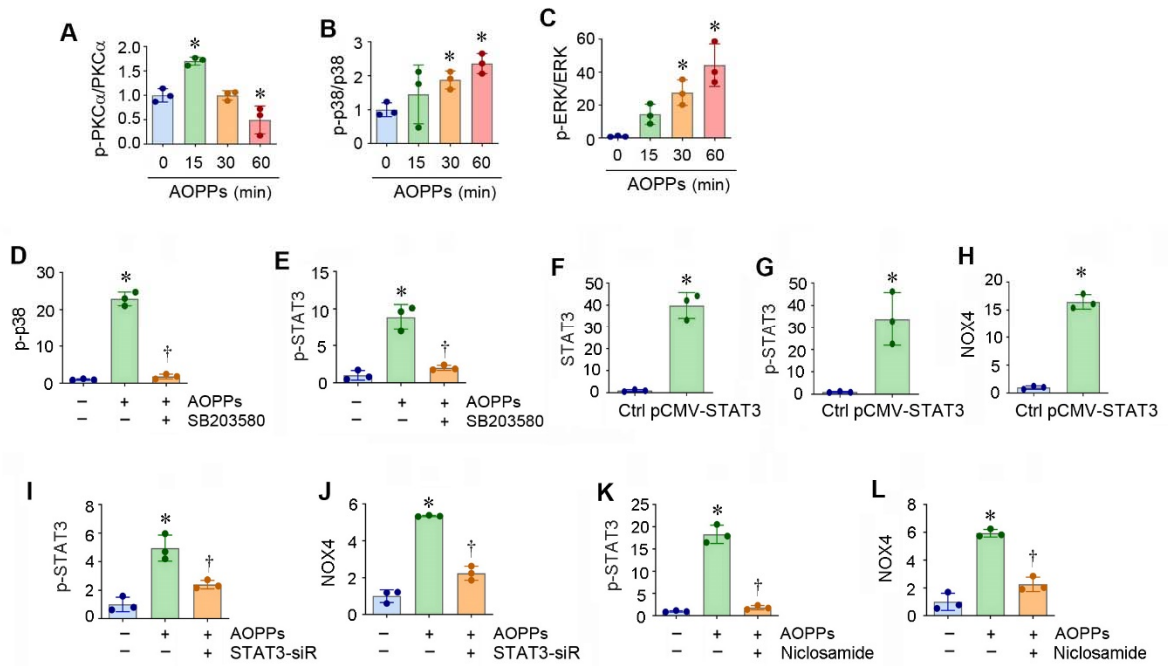 A
p-PKCα/PKCα
2.0
1.5
1.0
0.5
0.0
*
*
0 15 30 60
AOPPs (min)
B
p-p38/p38
4
3
2
1
0
*
*
0 15 30 60
AOPPs (min)
C
p-ERK/ERK
60
40
20
0
*
*
0 15 30 60
AOPPs (min)
D
p-p38
30
20
10
0
*
†
– + + AOPPs
– – + SB203580
E
p-STAT3
15
10
5
0
*
†
– + + AOPPs
– – + SB203580
F
STAT3
50
40
30
20
10
0
*
Ctrl pCMV-STAT3
G
p-STAT3
50
40
30
20
10
0
*
Ctrl pCMV-STAT3
H
NOX4
20
15
10
5
0
*
Ctrl pCMV-STAT3
I
p-STAT3
8
6
4
2
0
*
†
– + + AOPPs
– – + STAT3-siR
J
NOX4
6
4
2
0
*
†
– + + AOPPs
– – + STAT3-siR
K
p-STAT3
25
20
15
10
5
0
*
†
– + + AOPPs
– – + Niclosamide
L
NOX4
8
6
4
2
0
*
†
– + + AOPPs
– – + Niclosamide